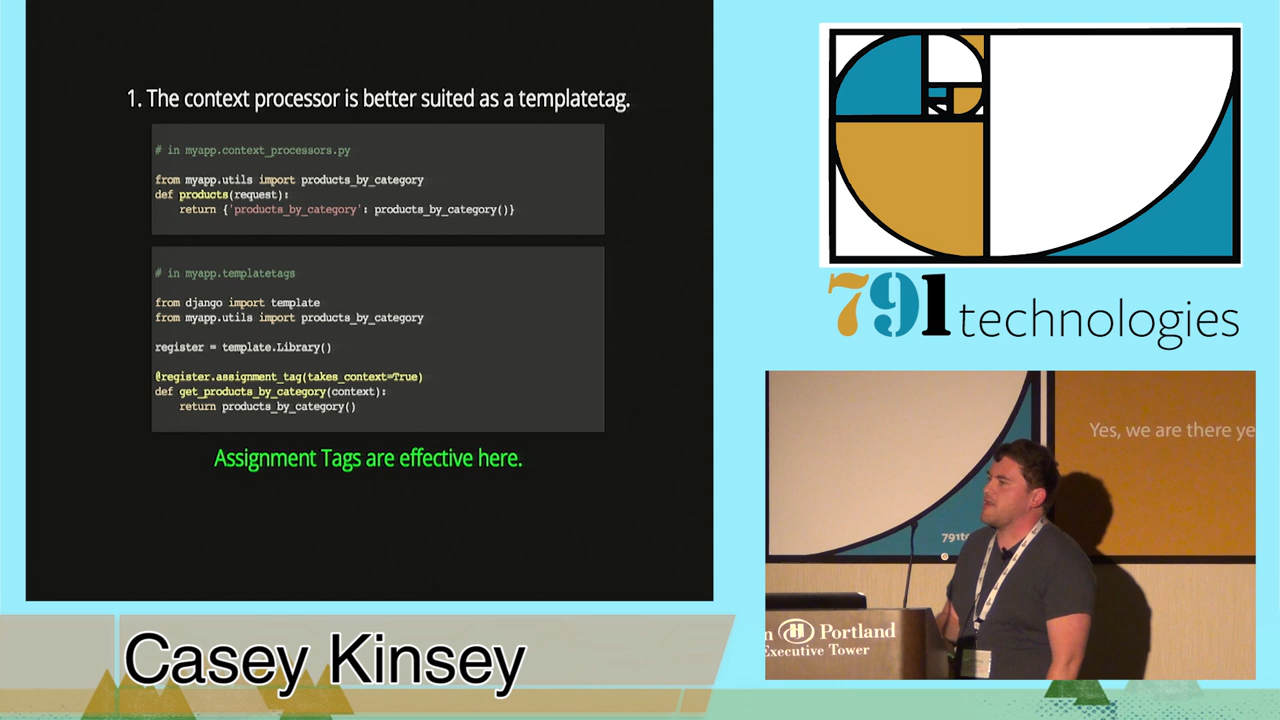 1. The context processor is better suited as a templatetag.
# in myapp.context_processors.py
from myapp.utils import products_by_category
def products(request):
    return {'products_by_category': products_by_category()}
# in myapp.templatetags
from django import template
from myapp.utils import products_by_category
register = template.Library()
@register.assignment_tag(takes_context=True)
def get_products_by_category(context):
    return products_by_category()
Assignment Tags are effective here.
791 technologies
Yes, we are there ye
791te
n H Portland
Executive Tower
Casey Kinsey